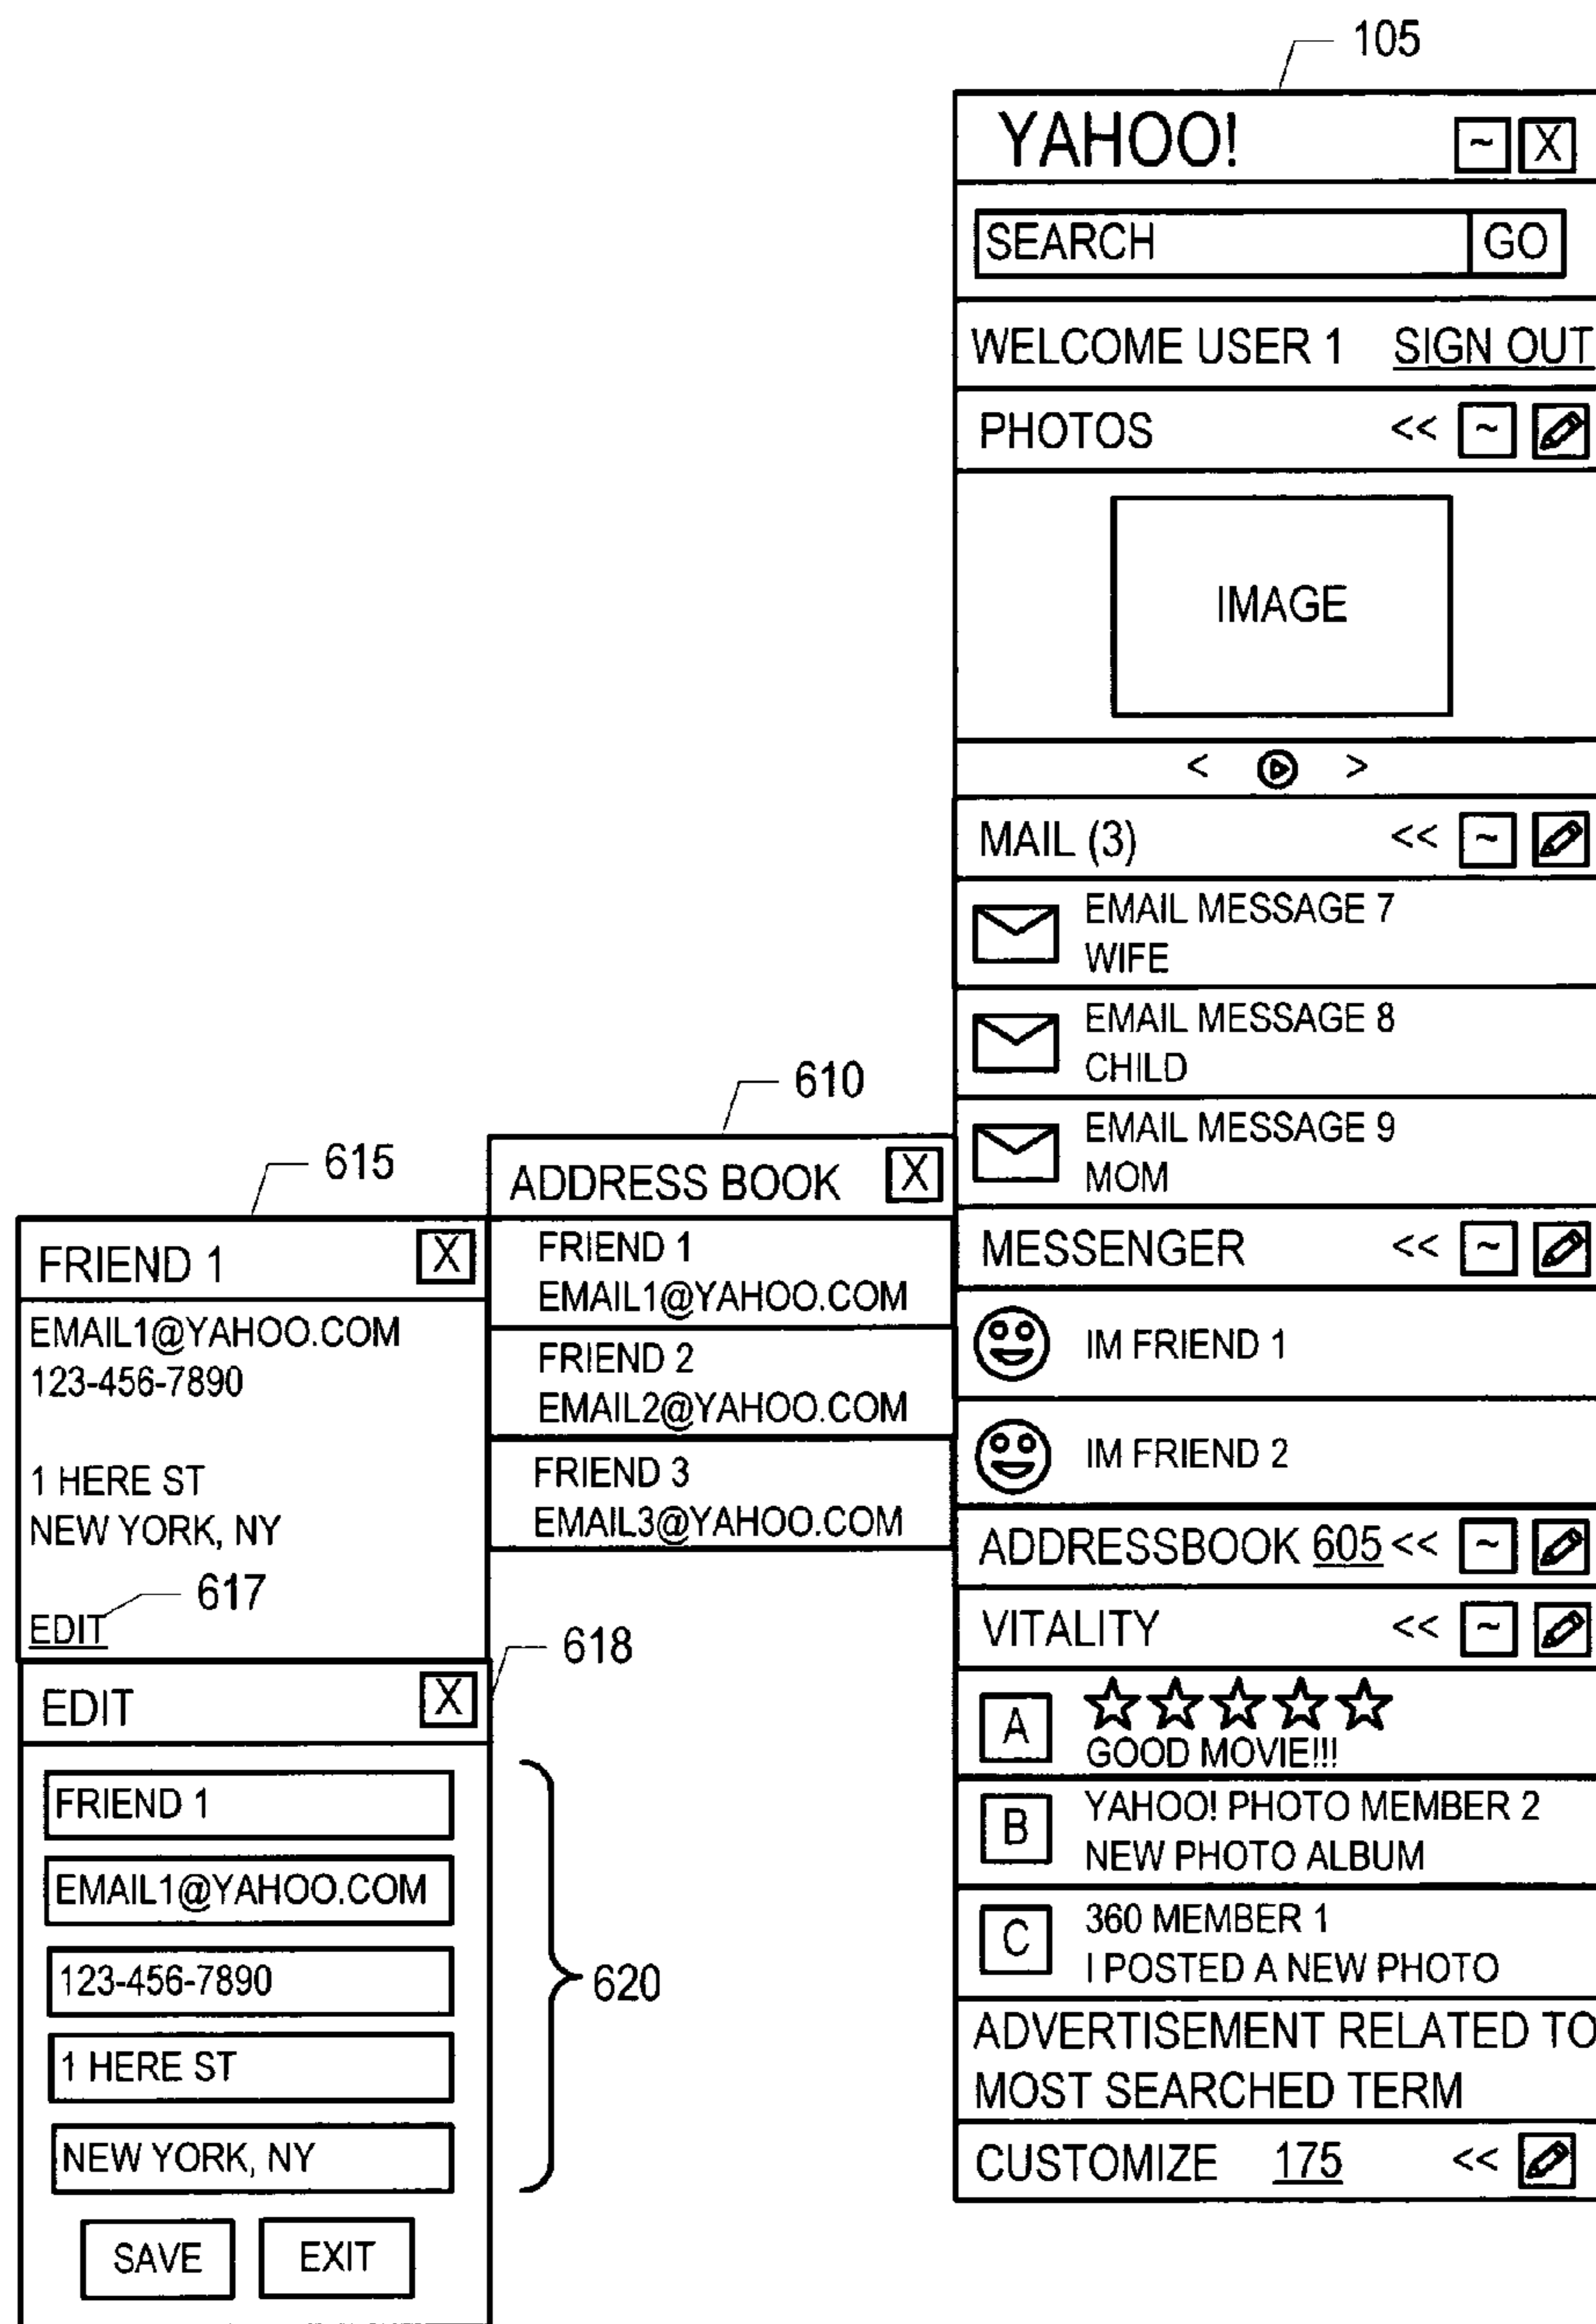 105
YAHOO! ~ X
SEARCH GO
WELCOME USER 1 SIGN OUT
PHOTOS << ~
IMAGE
< >
MAIL (3) << ~
EMAIL MESSAGE 7
WIFE
EMAIL MESSAGE 8
CHILD
EMAIL MESSAGE 9
MOM
MESSENGER << ~
IM FRIEND 1
IM FRIEND 2
ADDRESSBOOK 605 << ~
VITALITY << ~
A
GOOD MOVIE!!!
B YAHOO! PHOTO MEMBER 2
NEW PHOTO ALBUM
C 360 MEMBER 1
I POSTED A NEW PHOTO
ADVERTISEMENT RELATED TO
MOST SEARCHED TERM
CUSTOMIZE 175 <<
610
ADDRESS BOOK X
FRIEND 1
EMAIL1@YAHOO.COM
FRIEND 2
EMAIL2@YAHOO.COM
FRIEND 3
EMAIL3@YAHOO.COM
615
FRIEND 1 X
EMAIL1@YAHOO.COM
123-456-7890
1 HERE ST
NEW YORK, NY
617
EDIT
618
EDIT X
FRIEND 1
EMAIL1@YAHOO.COM
123-456-7890
1 HERE ST
NEW YORK, NY
620
SAVE EXIT